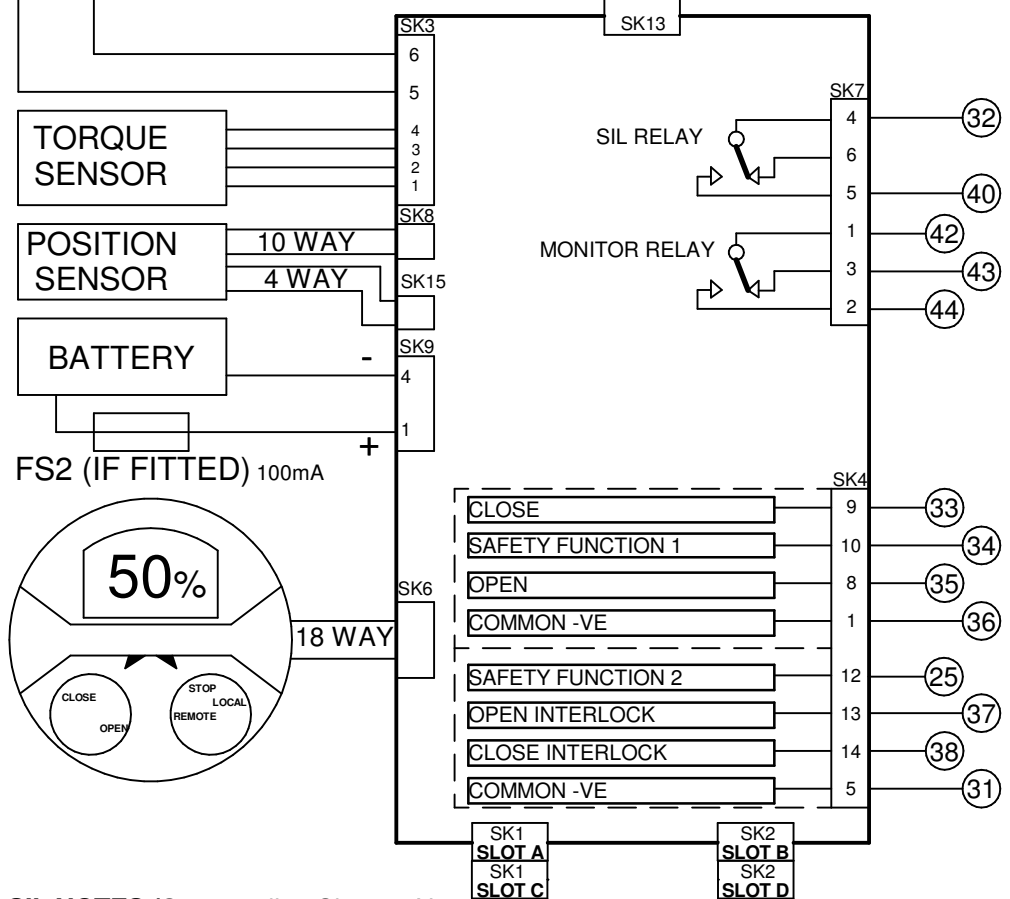 SK3
SK13
6
5
TORQUE
SENSOR
4
3
2
1
SK8
POSITION
SENSOR
10 WAY
4 WAY
SK15
BATTERY
-
SK9
4
1
+
FS2 (IF FITTED) 100mA
50%
CLOSE
OPEN
STOP
LOCAL
REMOTE
18 WAY
SK6
SK7
SIL RELAY
4
32
6
5
40
MONITOR RELAY
1
42
3
43
2
44
SK4
CLOSE
9
33
SAFETY FUNCTION 1
10
34
OPEN
8
35
COMMON -VE
1
36
SAFETY FUNCTION 2
12
25
OPEN INTERLOCK
13
37
CLOSE INTERLOCK
14
38
COMMON -VE
5
31
SK1
SLOT A
SK1
SLOT C
SK2
SLOT B
SK2
SLOT D